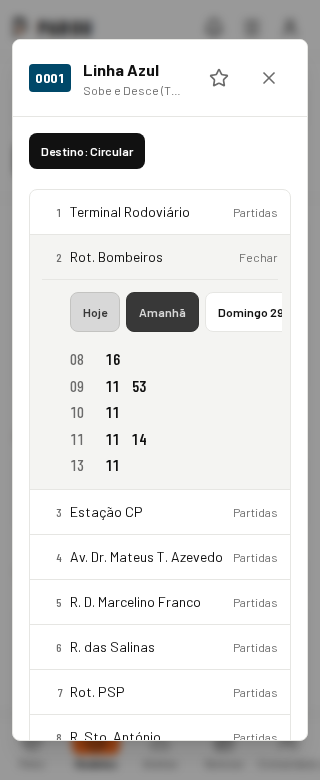 0001
Linha Azul
Sobe e Desce (T...
Destino: Circular
1 Terminal Rodoviário Partidas
2 Rot. Bombeiros Fechar
Hoje Amanhã Domingo 29
08 16
09 11 53
10 11
11 11 14
13 11
3 Estação CP Partidas
4 Av. Dr. Mateus T. Azevedo Partidas
5 R. D. Marcelino Franco Partidas
6 R. das Salinas Partidas
7 Rot. PSP Partidas
8 R. Sto. António Partidas